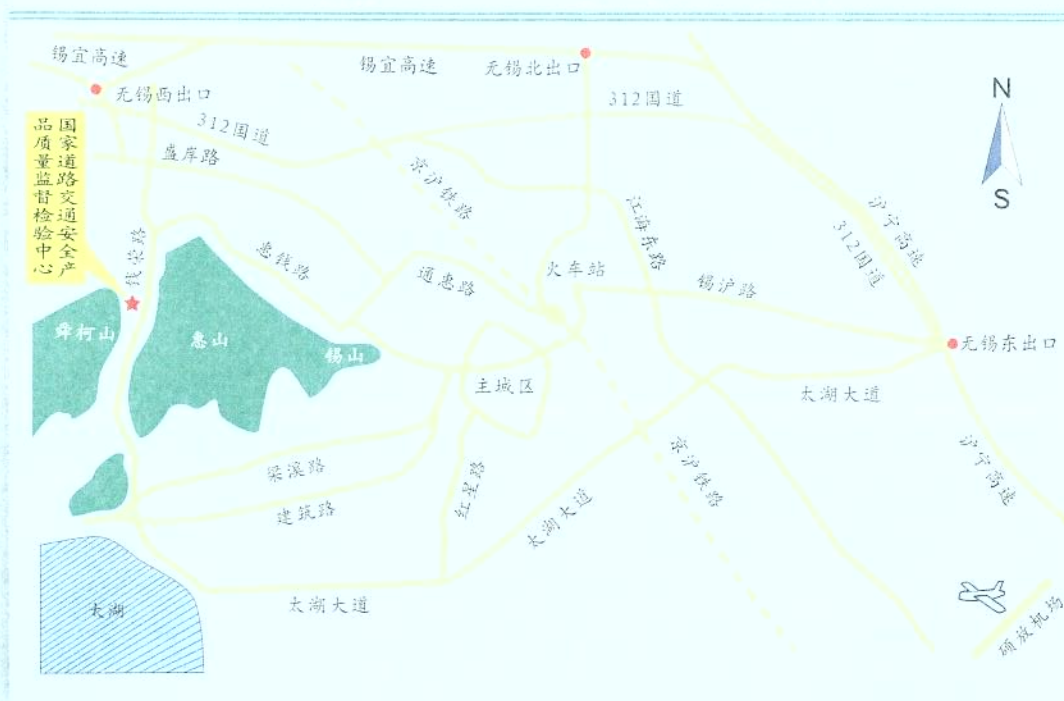 锡宜高速
锡宜高速
无锡北出口
无锡西出口
312国道
312国道
盛岸路
国家道路交通安全产
品质量监督检验中心
京沪铁路
江海东路
沪宁高速
312国道
钱荣路
惠钱路
通惠路
火车站
锡沪路
舜柯山
惠山
锡山
无锡东出口
主城区
太湖大道
梁溪路
红星路
京沪铁路
沪宁高速
建筑路
太湖大道
太湖
太湖大道
硕放机场
N
S